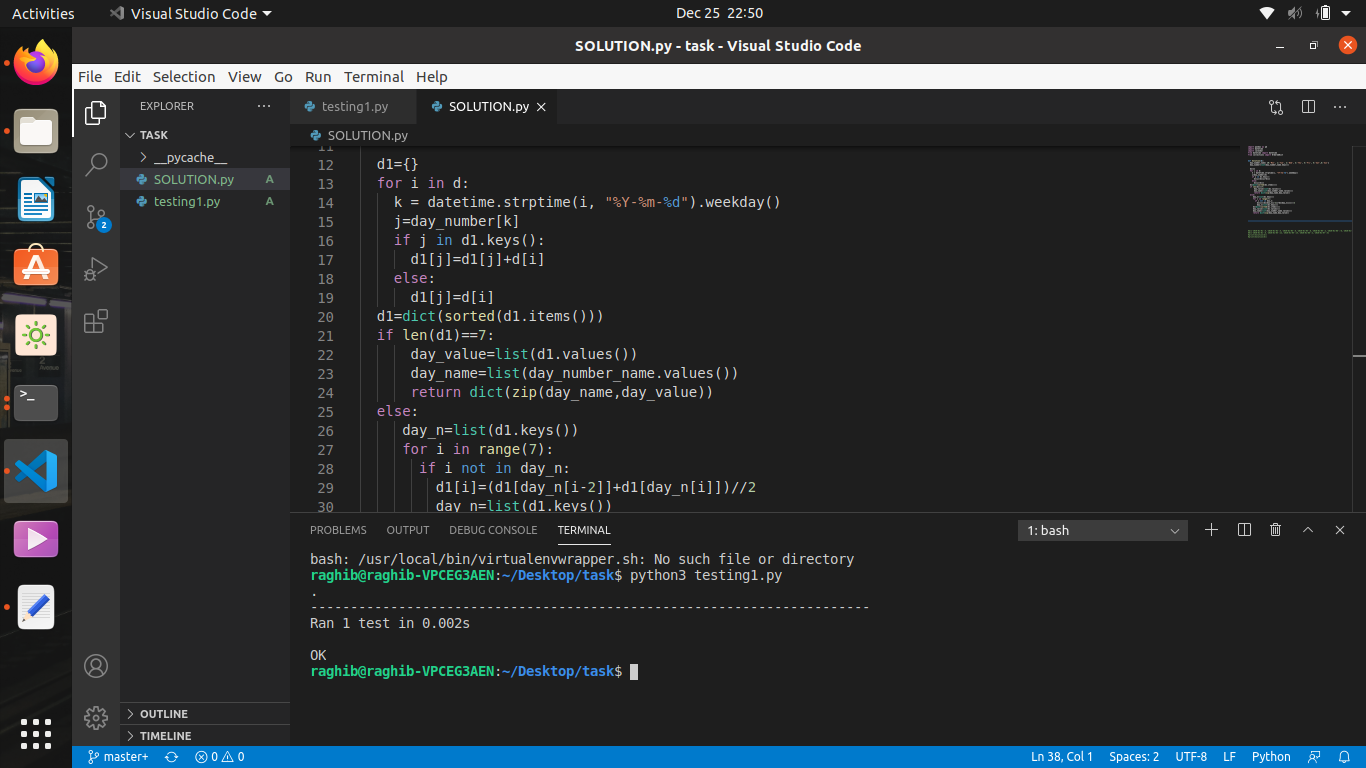 Activities
Visual Studio Code
Dec 25 22:50
SOLUTION.py - task - Visual Studio Code
File Edit Selection View Go Run Terminal Help
EXPLORER
TASK
__pycache__
SOLUTION.py A
testing1.py A
2
OUTLINE
TIMELINE
testing1.py
SOLUTION.py
SOLUTION.py
11
12 d1={}
13 for i in d:
14 k = datetime.strptime(i, "%Y-%m-%d").weekday()
15 j=day_number[k]
16 if j in d1.keys():
17 d1[j]=d1[j]+d[i]
18 else:
19 d1[j]=d[i]
20 d1=dict(sorted(d1.items()))
21 if len(d1)==7:
22 day_value=list(d1.values())
23 day_name=list(day_number_name.values())
24 return dict(zip(day_name,day_value))
25 else:
26 day_n=list(d1.keys())
27 for i in range(7):
28 if i not in day_n:
29 d1[i]=(d1[day_n[i-2]]+d1[day_n[i]])//2
30 day_n=list(d1.keys())
PROBLEMS OUTPUT DEBUG CONSOLE TERMINAL
1: bash
bash: /usr/local/bin/virtualenvwrapper.sh: No such file or directory
raghib@raghib-VPCEG3AEN:~/Desktop/task$ python3 testing1.py
.
----------------------------------------------------------------------
Ran 1 test in 0.002s
OK
raghib@raghib-VPCEG3AEN:~/Desktop/task$
master+
0 0
Ln 38, Col 1
Spaces: 2
UTF-8
LF
Python